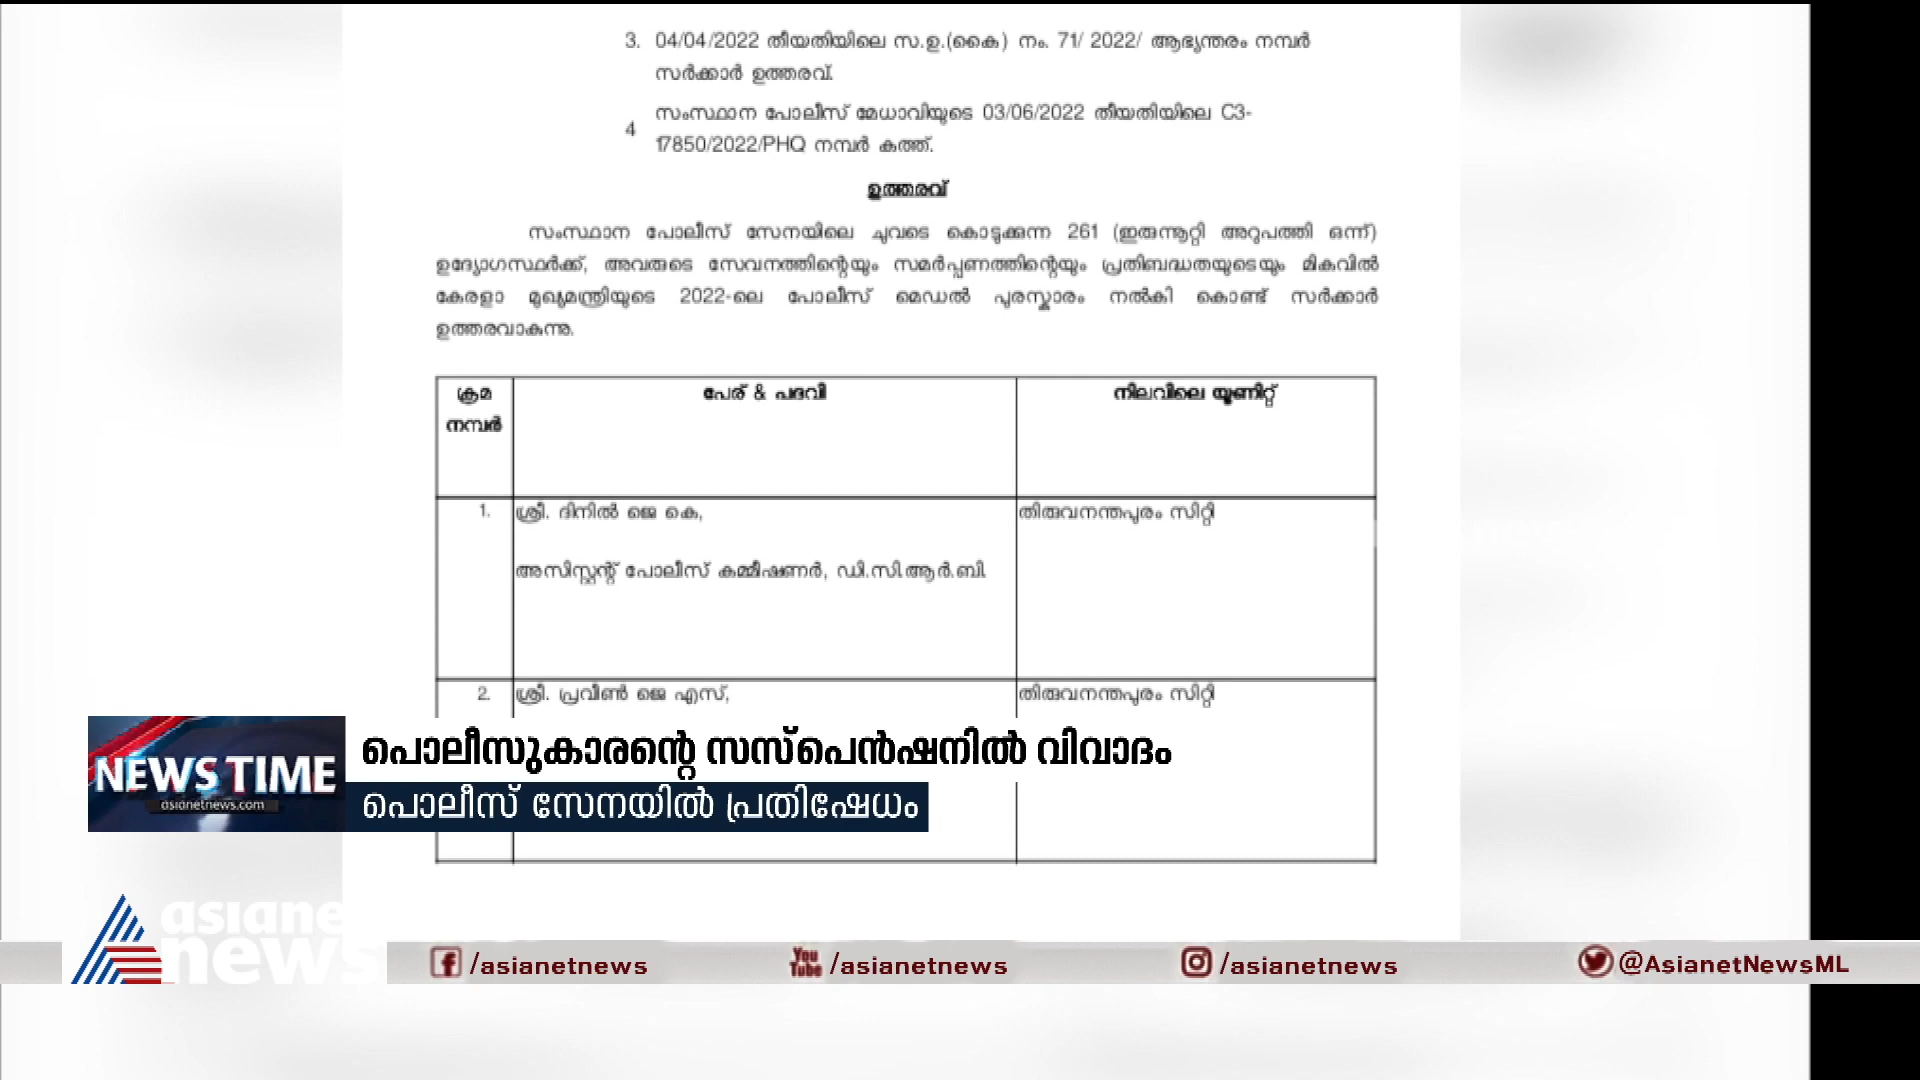 3. 04/04/2022 തീയതിയിലെ സ.ഉ.(കൈ) നം. 71/ 2022/ ആഭ്യന്തരം നമ്പർ
സർക്കാർ ഉത്തരവ്.
4 സംസ്ഥാന പോലീസ് മേധാവിയുടെ 03/06/2022 തീയതിയിലെ C3-
17850/2022/PHQ നമ്പർ കത്ത്.
ഉത്തരവ്
സംസ്ഥാന പോലീസ് സേനയിലെ ചുവടെ കൊടുക്കുന്ന 261 (ഇരുന്നൂറ്റി അറുപത്തി ഒന്ന്)
ഉദ്യോഗസ്ഥർക്ക്, അവരുടെ സേവനത്തിന്റെയും സമർപ്പണത്തിന്റെയും പ്രതിബദ്ധതയുടെയും മികവിൽ
കേരളാ മുഖ്യമന്ത്രിയുടെ 2022-ലെ പോലീസ് മെഡൽ പുരസ്കാരം നൽകി കൊണ്ട് സർക്കാർ
ഉത്തരവാകുന്നു.
ക്രമ നമ്പർ പേര് & പദവി നിലവിലെ യൂണിറ്റ്
1. ശ്രീ. ദിനിൽ ജെ കെ, തിരുവനന്തപുരം സിറ്റി
അസിസ്റ്റന്റ് പോലീസ് കമ്മീഷണർ, ഡി.സി.ആർ.ബി.
2. ശ്രീ. പ്രവീൺ ജെ എസ്, തിരുവനന്തപുരം സിറ്റി
NEWS TIME
asianetnews.com
പൊലീസുകാരന്റെ സസ്പെൻഷനിൽ വിവാദം
പൊലീസ് സേനയിൽ പ്രതിഷേധം
asiane
news
/asianetnews
You Tube /asianetnews
/asianetnews
@AsianetNewsML